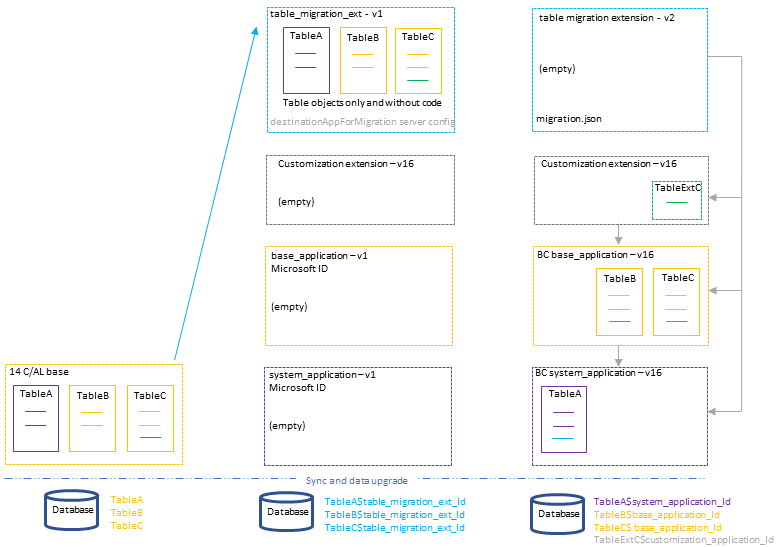 table_migration_ext - v1
TableA
TableB
TableC
Table objects only and without code
destinationAppForMigration server config
table migration extension - v2
(empty)
migration.json
Customization extension – v16
(empty)
Customization extension – v16
TableExtC
base_application – v1
Microsoft ID
(empty)
BC base_application – v16
TableB
TableC
14 C/AL base
TableA
TableB
TableC
system_application – v1
Microsoft ID
(empty)
BC system_application – v16
TableA
Sync and data upgrade
Database
TableA
TableB
TableC
Database
TableA$table_migration_ext_Id
TableB$table_migration_ext_Id
TableC$table_migration_ext_Id
Database
TableA$system_application_Id
TableB$base_application_Id
TableC$ base_application_Id
TableExtC$customization_application_Id